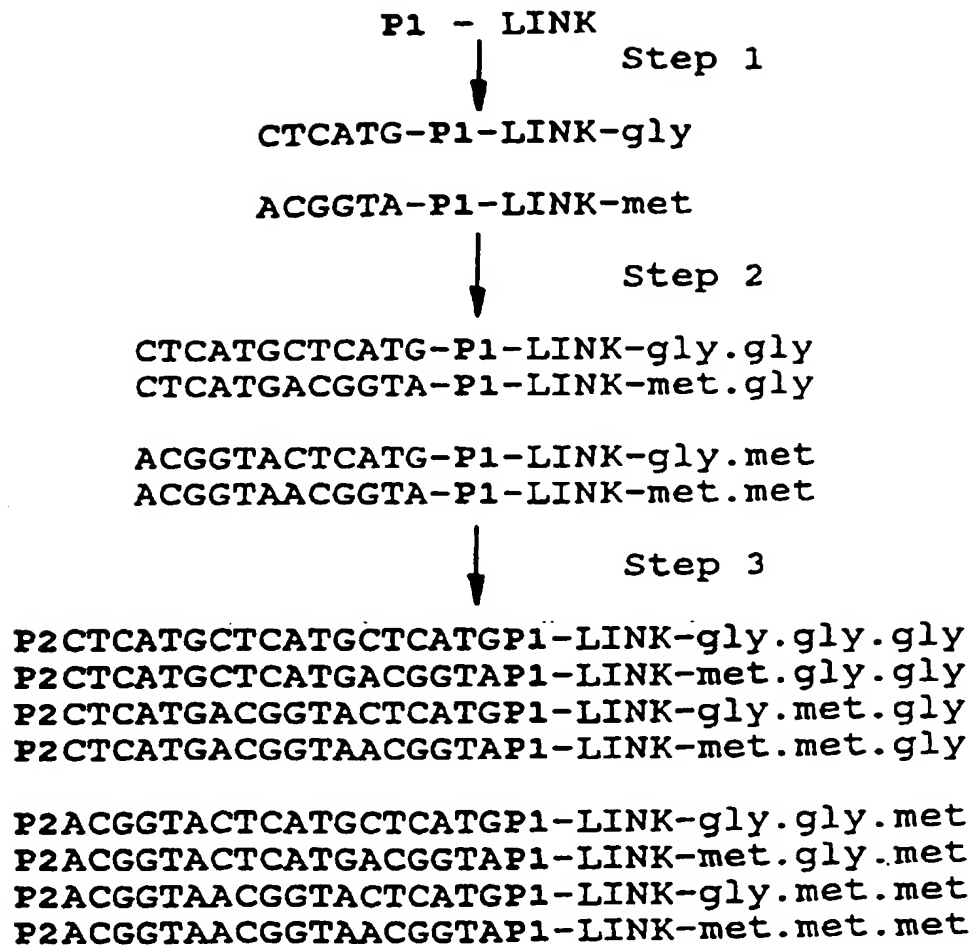 P1 - LINK
Step 1
CTCATG-P1-LINK-gly
ACGGTA-P1-LINK-met
Step 2
CTCATGCTCATG-P1-LINK-gly.gly
CTCATGACGGTA-P1-LINK-met.gly
ACGGTACTCATG-P1-LINK-gly.met
ACGGTAACGGTA-P1-LINK-met.met
Step 3
P2CTCATGCTCATGCTCATGP1-LINK-gly.gly.gly
P2CTCATGCTCATGACGGTAP1-LINK-met.gly.gly
P2CTCATGACGGTACTCATGP1-LINK-gly.met.gly
P2CTCATGACGGTAACGGTAP1-LINK-met.met.gly
P2ACGGTACTCATGCTCATGP1-LINK-gly.gly.met
P2ACGGTACTCATGACGGTAP1-LINK-met.gly.met
P2ACGGTAACGGTACTCATGP1-LINK-gly.met.met
P2ACGGTAACGGTAACGGTAP1-LINK-met.met.met